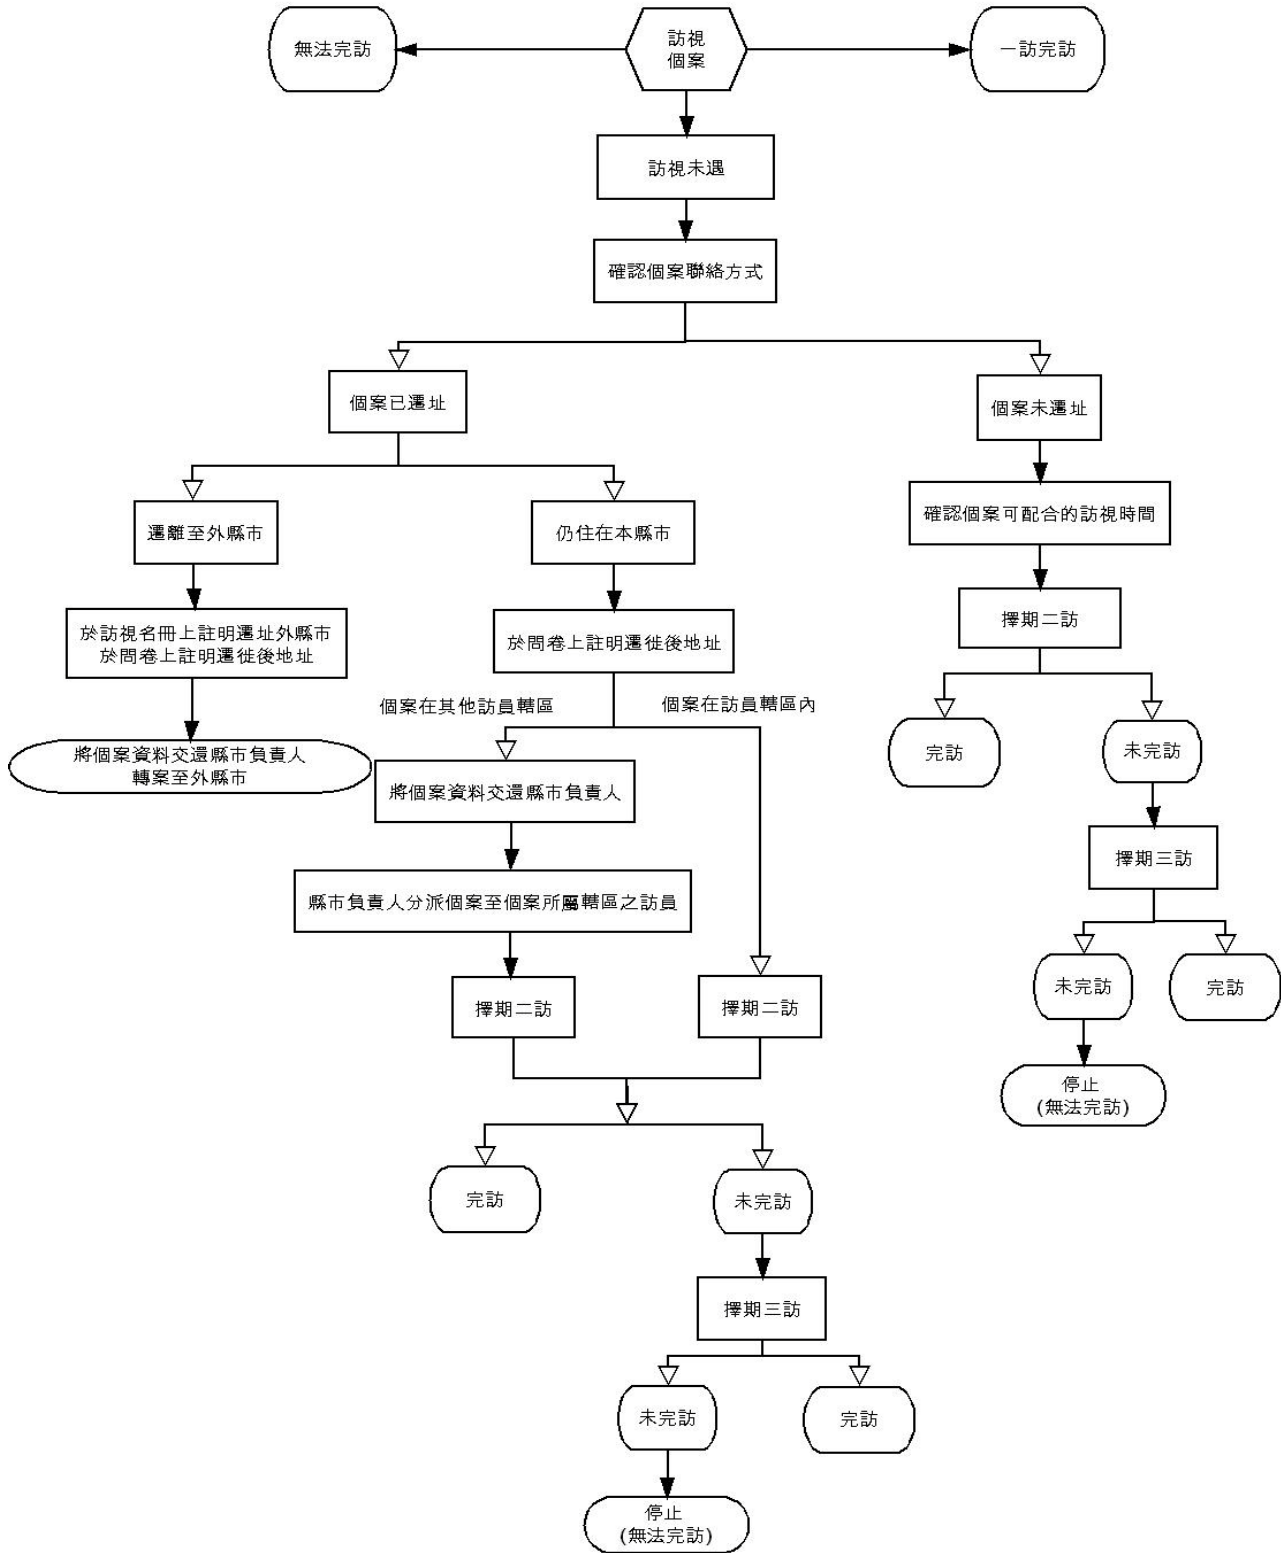 無法完訪
訪視
個案
一訪完訪
訪視未遇
確認個案聯絡方式
個案已遷址
個案未遷址
遷離至外縣市
仍住在本縣市
確認個案可配合的訪視時間
於訪視名冊上註明遷址外縣市
於問卷上註明遷徙後地址
於問卷上註明遷徙後地址
擇期二訪
個案在其他訪員轄區
個案在訪員轄區內
將個案資料交還縣市負責人
轉案至外縣市
將個案資料交還縣市負責人
完訪
未完訪
擇期三訪
縣市負責人分派個案至個案所屬轄區之訪員
未完訪
完訪
擇期二訪
擇期二訪
停止
(無法完訪)
完訪
未完訪
擇期三訪
未完訪
完訪
停止
(無法完訪)